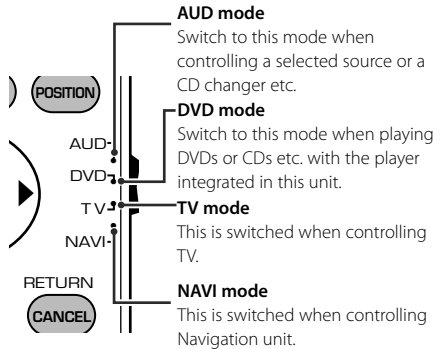 AUD mode
Switch to this mode when
controlling a selected source or a
CD changer etc.
DVD mode
Switch to this mode when playing
DVDs or CDs etc. with the player
integrated in this unit.
TV mode
This is switched when controlling
TV.
NAVI mode
This is switched when controlling
Navigation unit.
POSITION
AUD
DVD
TV
NAVI
RETURN
CANCEL